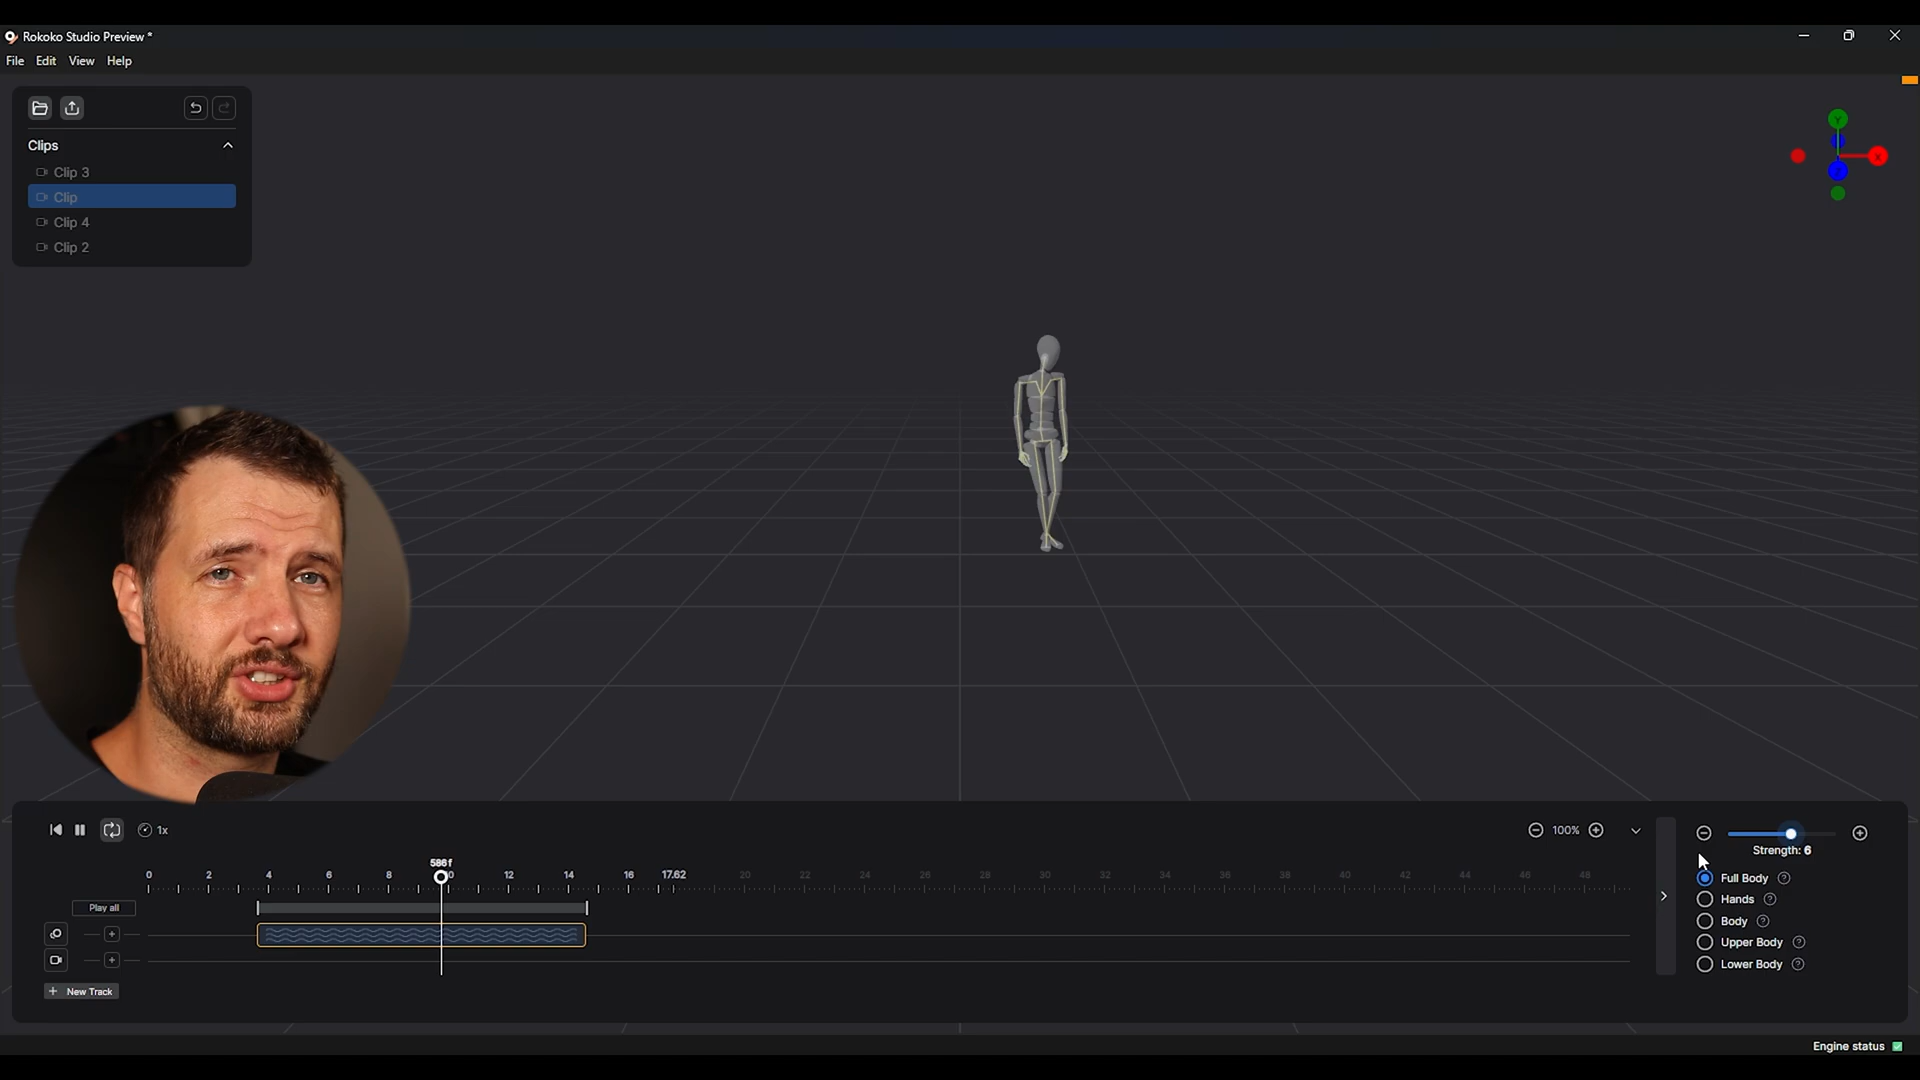 Rokoko Studio Preview *
File Edit View Help
Clips
Clip 3
Clip
Clip 4
Clip 2
Y
X
1x
100%
Strength: 6
586f
0 2 4 6 8 10 12 14 16 17.62 20 22 24 26 28 30 32 34 36 38 40 42 44 46 48
Full Body
Hands
Play all
Body
Upper Body
Lower Body
+ New Track
Engine status